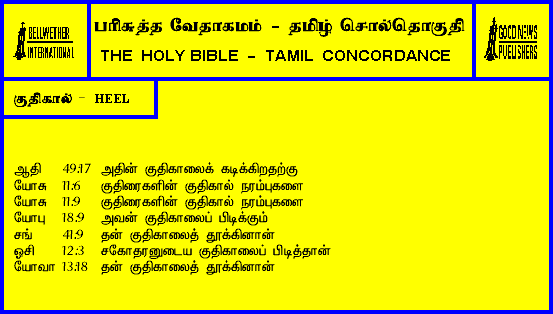 BELLWETHER
INTERNATIONAL
பரிசுத்த வேதாகமம் - தமிழ் சொல்தொகுதி
THE HOLY BIBLE - TAMIL CONCORDANCE
GOOD NEWS
PUBLISHERS
குதிகால் - HEEL
ஆதி 49:17 அதின் குதிகாலைக் கடிக்கிறதற்கு
யோசு 11:6 குதிரைகளின் குதிகால் நரம்புகளை
யோசு 11:9 குதிரைகளின் குதிகால் நரம்புகளை
யோபு 18:9 அவன் குதிகாலைப் பிடிக்கும்
சங் 41:9 தன் குதிகாலைத் தூக்கினான்
ஓசி 12:3 சகோதரனுடைய குதிகாலைப் பிடித்தான்
யோவா 13:18 தன் குதிகாலைத் தூக்கினான்